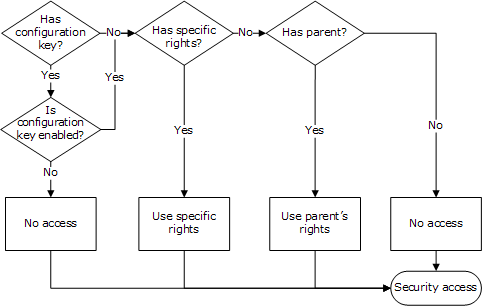 Has
configuration
key?
No
Has specific
rights?
No
Has parent?
Yes
Yes
Is
configuration
key enabled?
Yes
Yes
No
No
No access
Use specific
rights
Use parent's
rights
No access
Security access